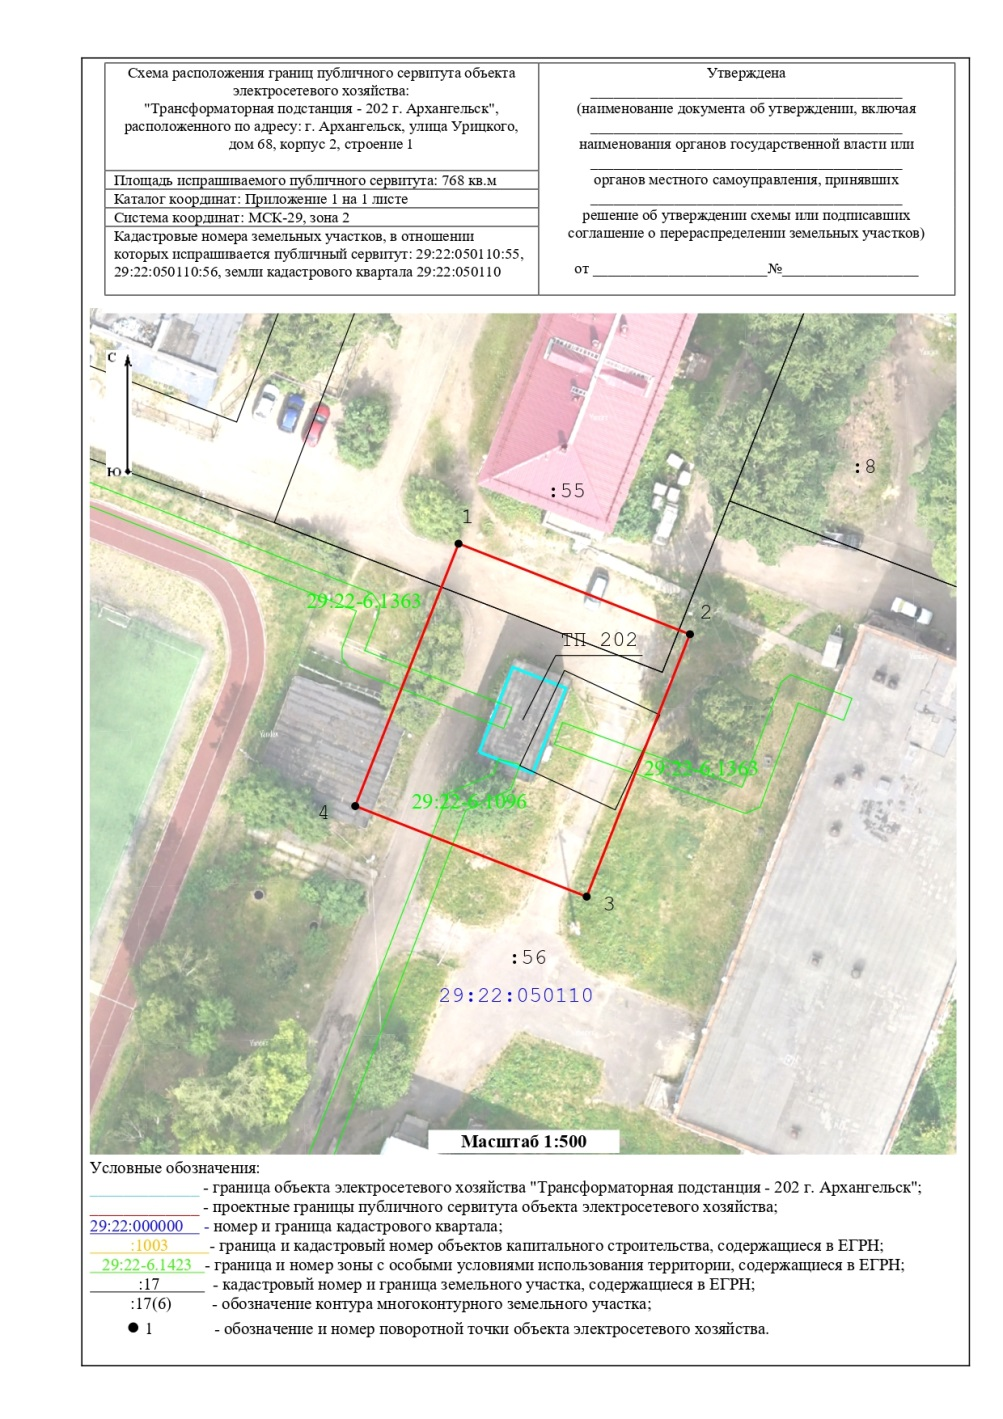 Схема расположения границ публичного сервитута объекта
электросетевого хозяйства:
"Трансформаторная подстанция - 202 г. Архангельск",
расположенного по адресу: г. Архангельск, улица Урицкого,
дом 68, корпус 2, строение 1
Площадь испрашиваемого публичного сервитута: 768 кв.м
Каталог координат: Приложение 1 на 1 листе
Система координат: МСК-29, зона 2
Кадастровые номера земельных участков, в отношении
которых испрашивается публичный сервитут: 29:22:050110:55,
29:22:050110:56, земли кадастрового квартала 29:22:050110
Утверждена
(наименование документа об утверждении, включая
наименования органов государственной власти или
органов местного самоуправления, принявших
решение об утверждении схемы или подписавших
соглашение о перераспределении земельных участков)
от _______________________№__________________
С
Ю
:8
:55
1
29:22-6.1363
2
ТП 202
29:22-6.1363
29:22-6.1096
4
3
:56
29:22:050110
Масштаб 1:500
Условные обозначения:
- граница объекта электросетевого хозяйства "Трансформаторная подстанция - 202 г. Архангельск";
- проектные границы публичного сервитута объекта электросетевого хозяйства;
29:22:000000 - номер и граница кадастрового квартала;
:1003 - граница и кадастровый номер объектов капитального строительства, содержащиеся в ЕГРН;
29:22-6.1423 - граница и номер зоны с особыми условиями использования территории, содержащиеся в ЕГРН;
:17 - кадастровый номер и граница земельного участка, содержащиеся в ЕГРН;
:17(6) - обозначение контура многоконтурного земельного участка;
1 - обозначение и номер поворотной точки объекта электросетевого хозяйства.